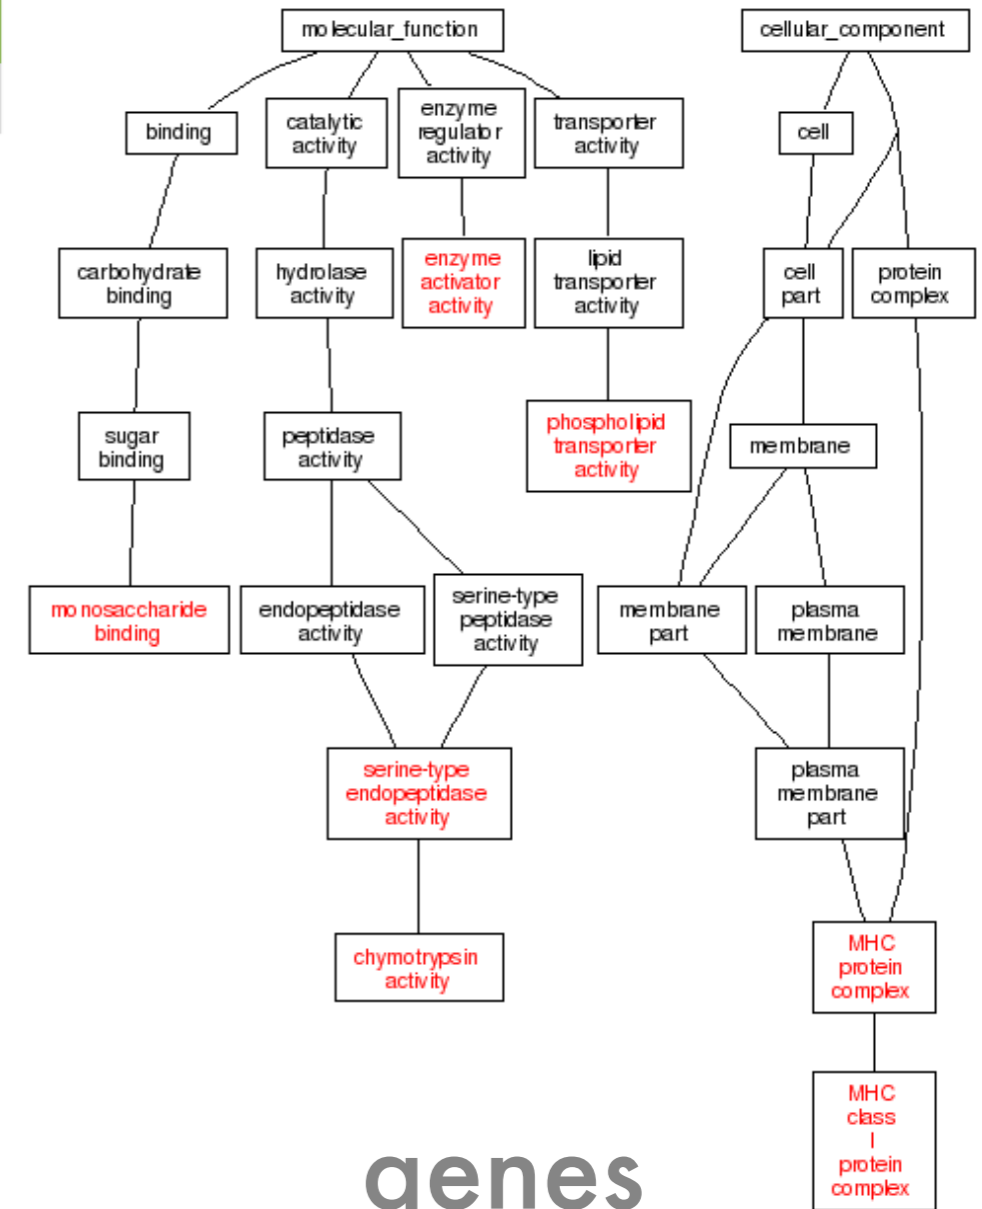 molecular_function
cellular_component
binding
catalytic
activity
enzyme
regulator
activity
transporter
activity
cell
carbohydrate
binding
hydrolase
activity
enzyme
activator
activity
lipid
transporter
activity
cell
part
protein
complex
sugar
binding
peptidase
activity
phospholipid
transporter
activity
membrane
monosaccharide
binding
endopeptidase
activity
serine-type
peptidase
activity
membrane
part
plasma
membrane
serine-type
endopeptidase
activity
plasma
membrane
part
chymotrypsin
activity
MHC
protein
complex
MHC
class
I
protein
complex
genes